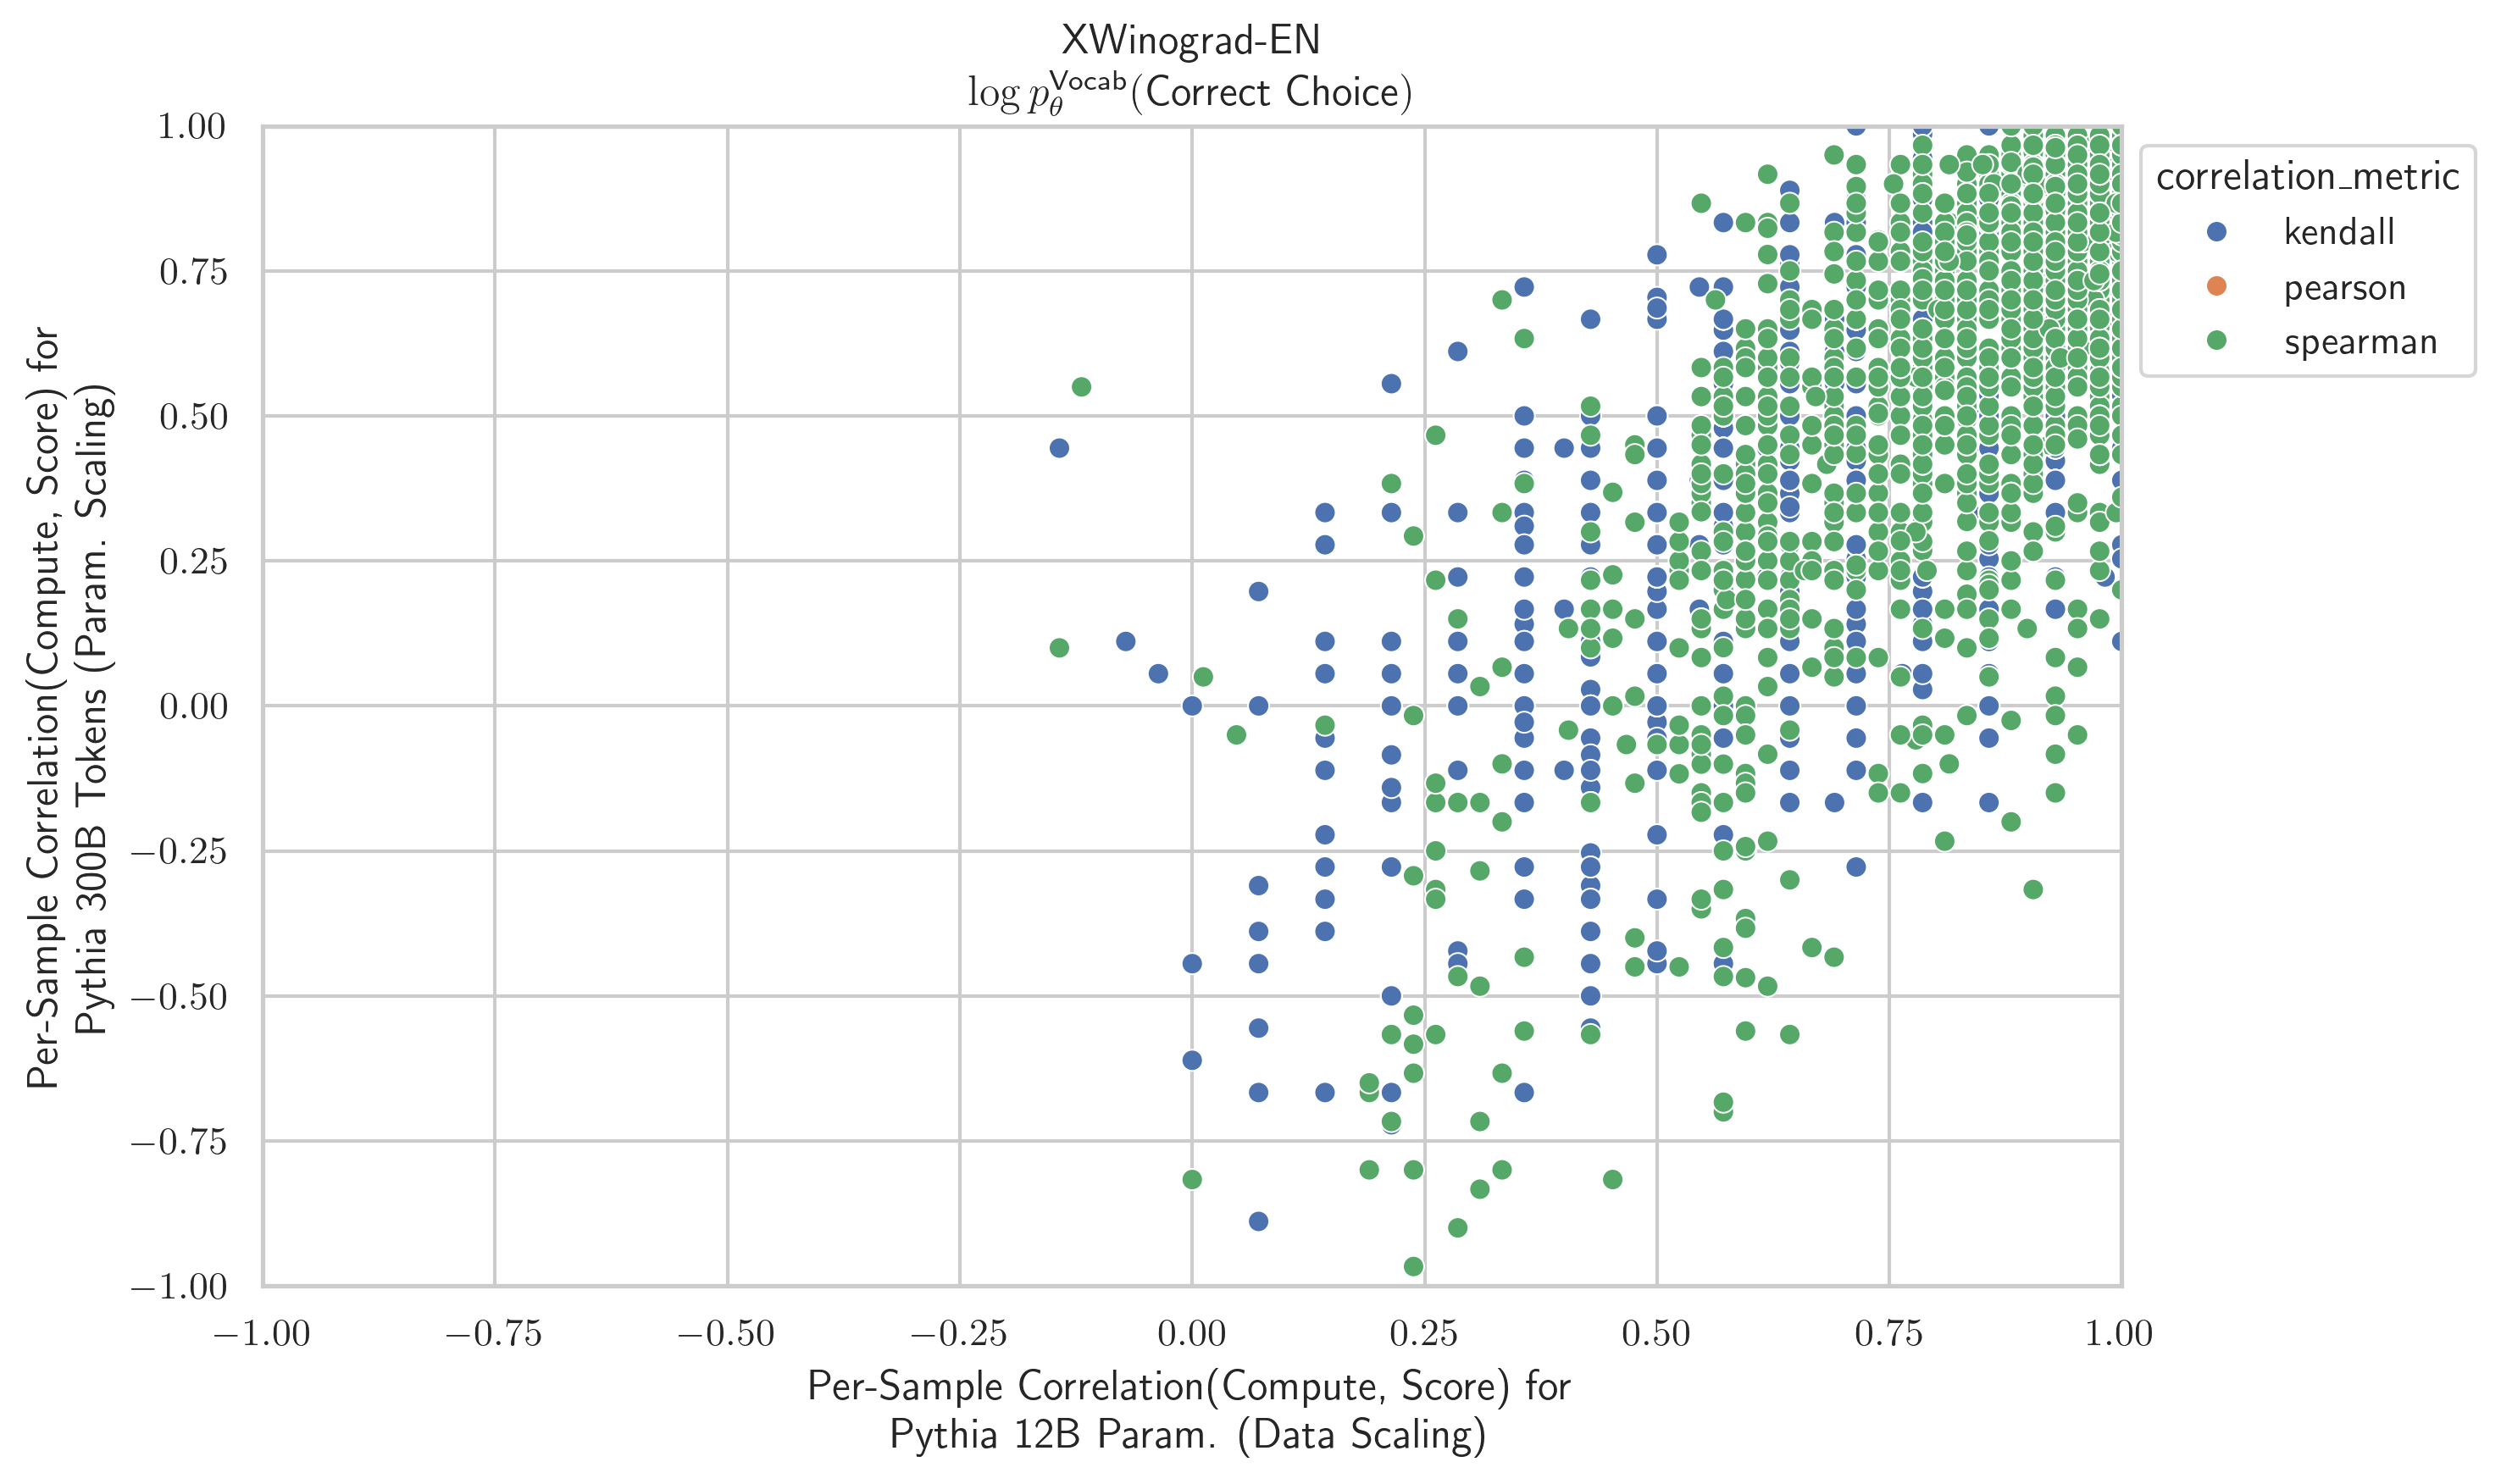 XWinograd-EN
log p_θ^Vocab(Correct Choice)
Per-Sample Correlation(Compute, Score) for
Pythia 300B Tokens (Param. Scaling)
1.00
0.75
0.50
0.25
0.00
−0.25
−0.50
−0.75
−1.00
−1.00 −0.75 −0.50 −0.25 0.00 0.25 0.50 0.75 1.00
Per-Sample Correlation(Compute, Score) for
Pythia 12B Param. (Data Scaling)
correlation_metric
kendall
pearson
spearman